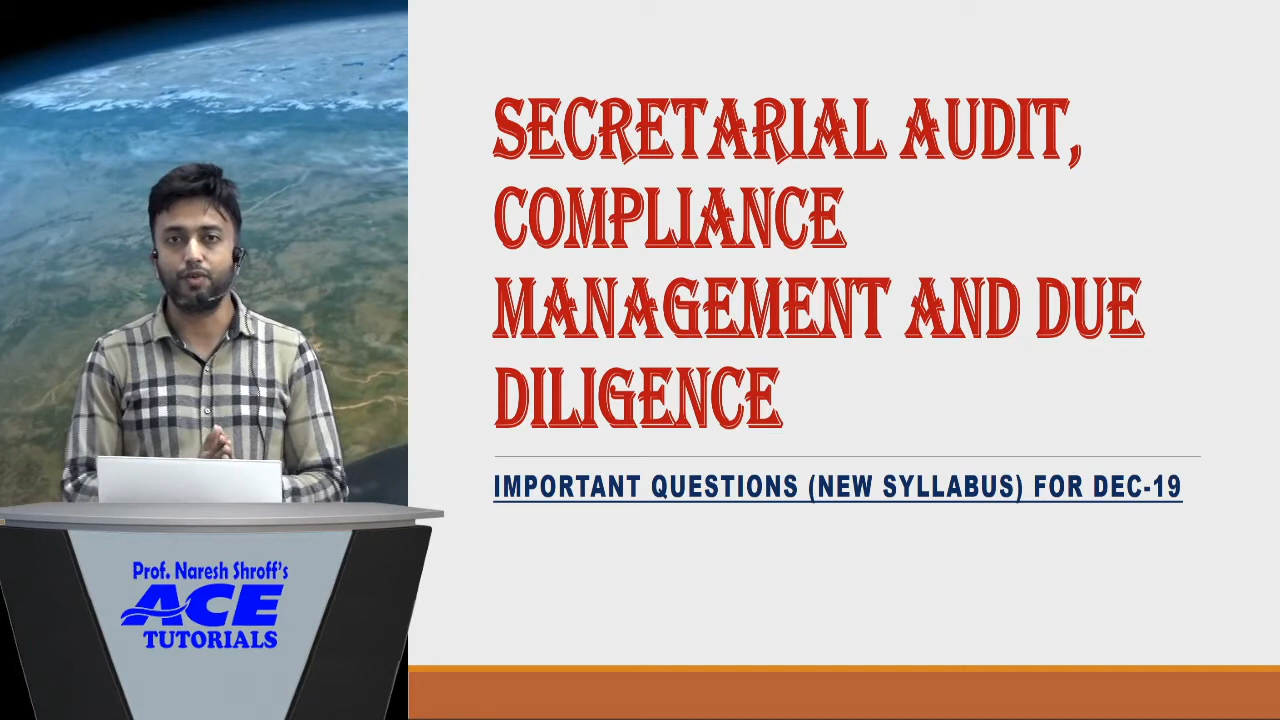 SECRETARIAL AUDIT,
COMPLIANCE
MANAGEMENT AND DUE
DILIGENCE
IMPORTANT QUESTIONS (NEW SYLLABUS) FOR DEC-19
Prof. Naresh Shroff's
ACE
TUTORIALS